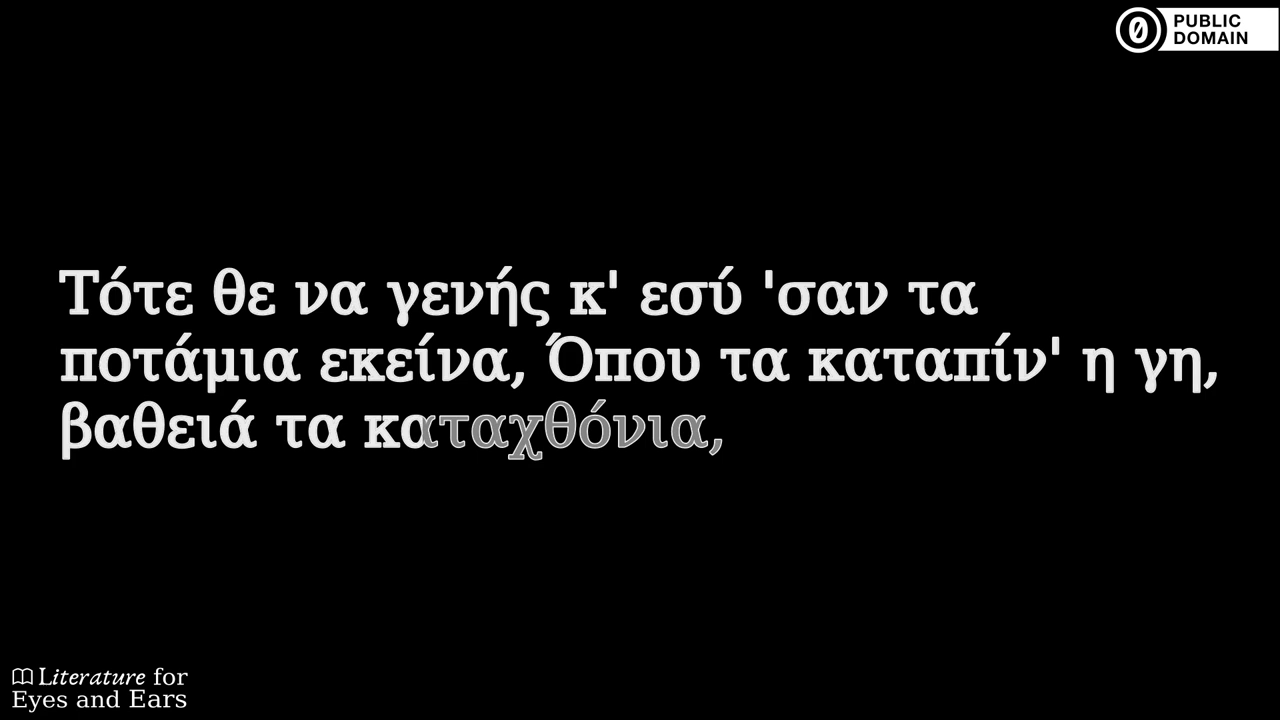 PUBLIC
DOMAIN
Τότε θε να γενής κ' εσύ 'σαν τα
ποτάμια εκείνα, Όπου τα καταπίν' η γη,
βαθειά τα καταχθόνια,
Literature for
Eyes and Ears